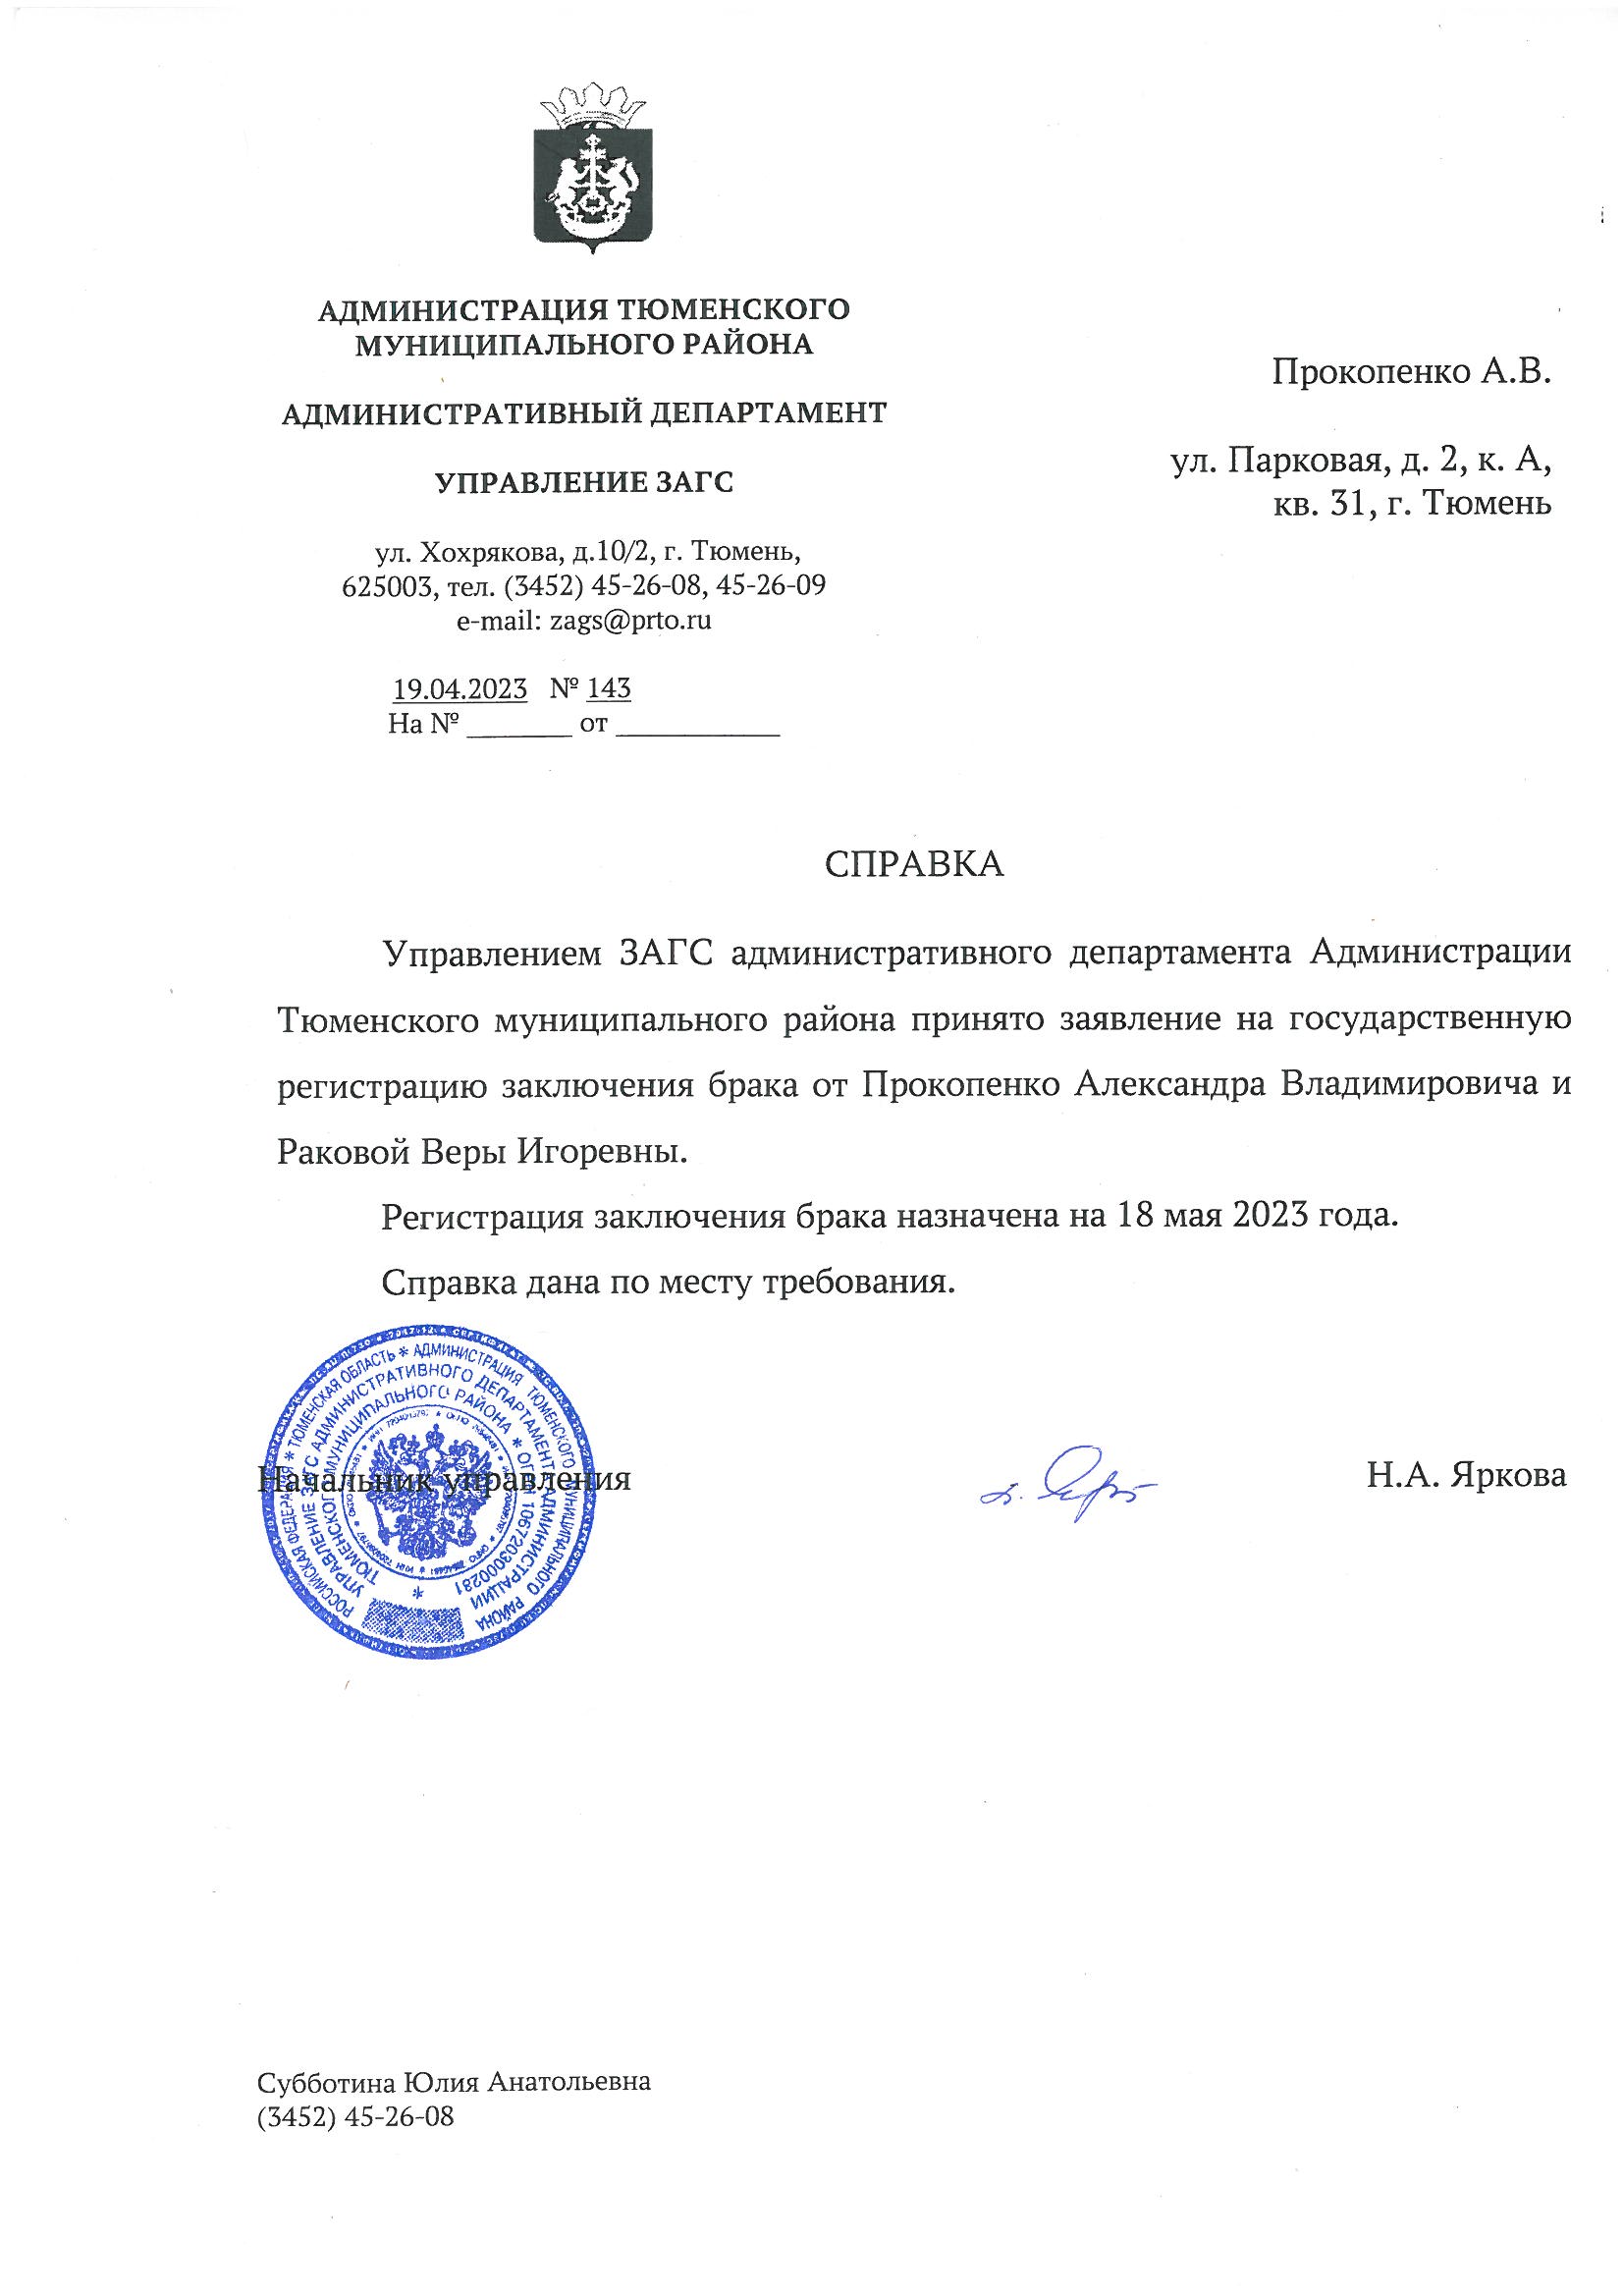 АДМИНИСТРАЦИЯ ТЮМЕНСКОГО
МУНИЦИПАЛЬНОГО РАЙОНА
АДМИНИСТРАТИВНЫЙ ДЕПАРТАМЕНТ
УПРАВЛЕНИЕ ЗАГС
ул. Хохрякова, д.10/2, г. Тюмень,
625003, тел. (3452) 45-26-08, 45-26-09
e-mail: zags@prto.ru
19.04.2023 № 143
На № ________ от ____________
Прокопенко А.В.
ул. Парковая, д. 2, к. А,
кв. 31, г. Тюмень
СПРАВКА
Управлением ЗАГС административного департамента Администрации
Тюменского муниципального района принято заявление на государственную
регистрацию заключения брака от Прокопенко Александра Владимировича и
Раковой Веры Игоревны.
Регистрация заключения брака назначена на 18 мая 2023 года.
Справка дана по месту требования.
РОССИЙСКАЯ ФЕДЕРАЦИЯ * ТЮМЕНСКАЯ ОБЛАСТЬ * АДМИНИСТРАЦИЯ ТЮМЕНСКОГО МУНИЦИПАЛЬНОГО РАЙОНА
УПРАВЛЕНИЕ ЗАГС АДМИНИСТРАТИВНОГО ДЕПАРТАМЕНТА АДМИНИСТРАЦИИ
ТЮМЕНСКОГО МУНИЦИПАЛЬНОГО РАЙОНА * ОГРН 1067203000281 *
Начальник управления
Н.А. Яркова
Субботина Юлия Анатольевна
(3452) 45-26-08